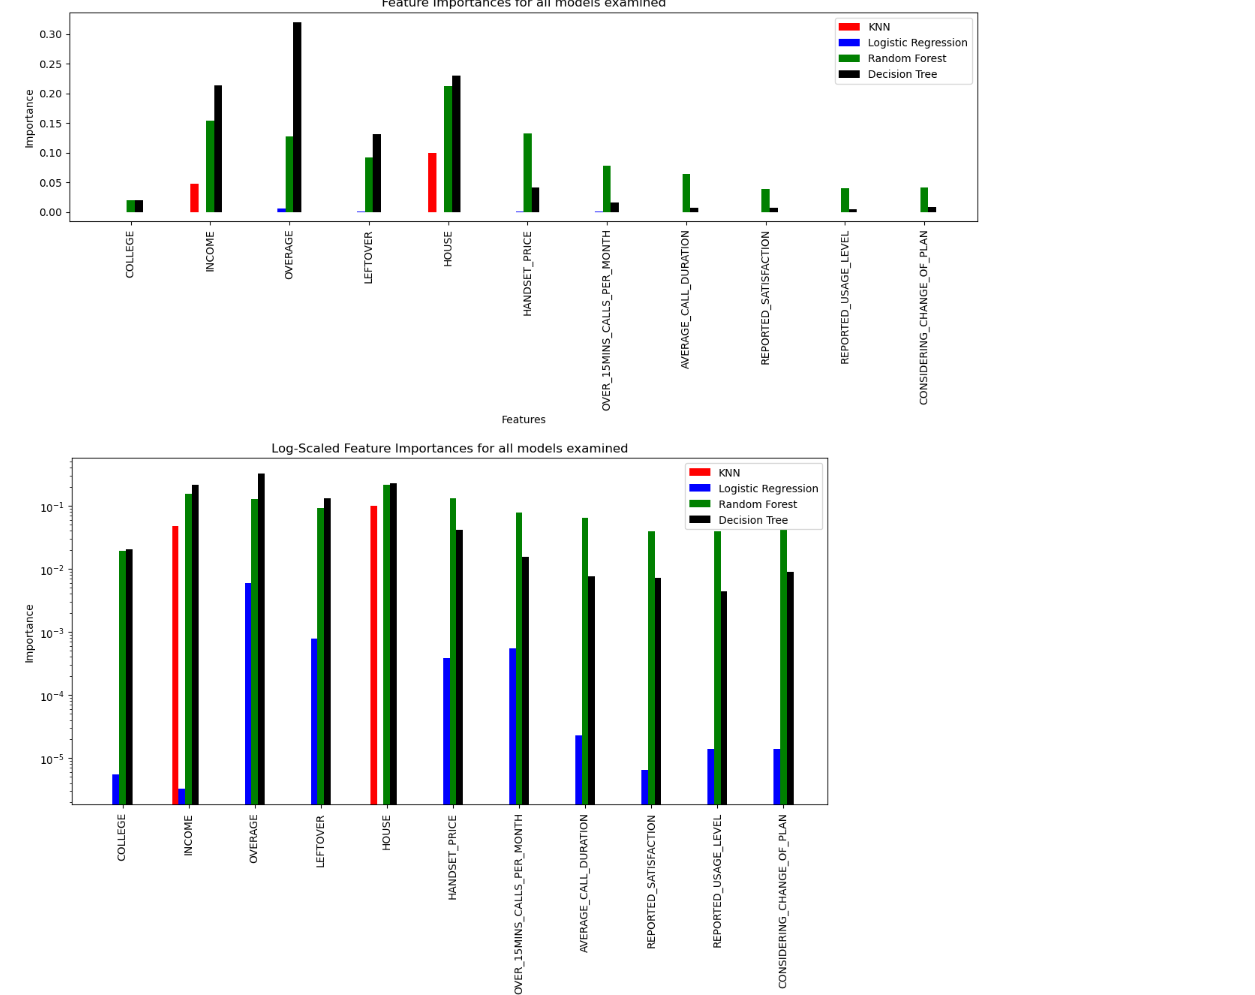 Feature Importances for all models examined
KNN
Logistic Regression
Random Forest
Decision Tree
Importance
0.30
0.25
0.20
0.15
0.10
0.05
0.00
COLLEGE
INCOME
OVERAGE
LEFTOVER
HOUSE
HANDSET_PRICE
OVER_15MINS_CALLS_PER_MONTH
AVERAGE_CALL_DURATION
REPORTED_SATISFACTION
REPORTED_USAGE_LEVEL
CONSIDERING_CHANGE_OF_PLAN
Features
Log-Scaled Feature Importances for all models examined
KNN
Logistic Regression
Random Forest
Decision Tree
Importance
10⁻¹
10⁻²
10⁻³
10⁻⁴
10⁻⁵
COLLEGE
INCOME
OVERAGE
LEFTOVER
HOUSE
HANDSET_PRICE
OVER_15MINS_CALLS_PER_MONTH
AVERAGE_CALL_DURATION
REPORTED_SATISFACTION
REPORTED_USAGE_LEVEL
CONSIDERING_CHANGE_OF_PLAN